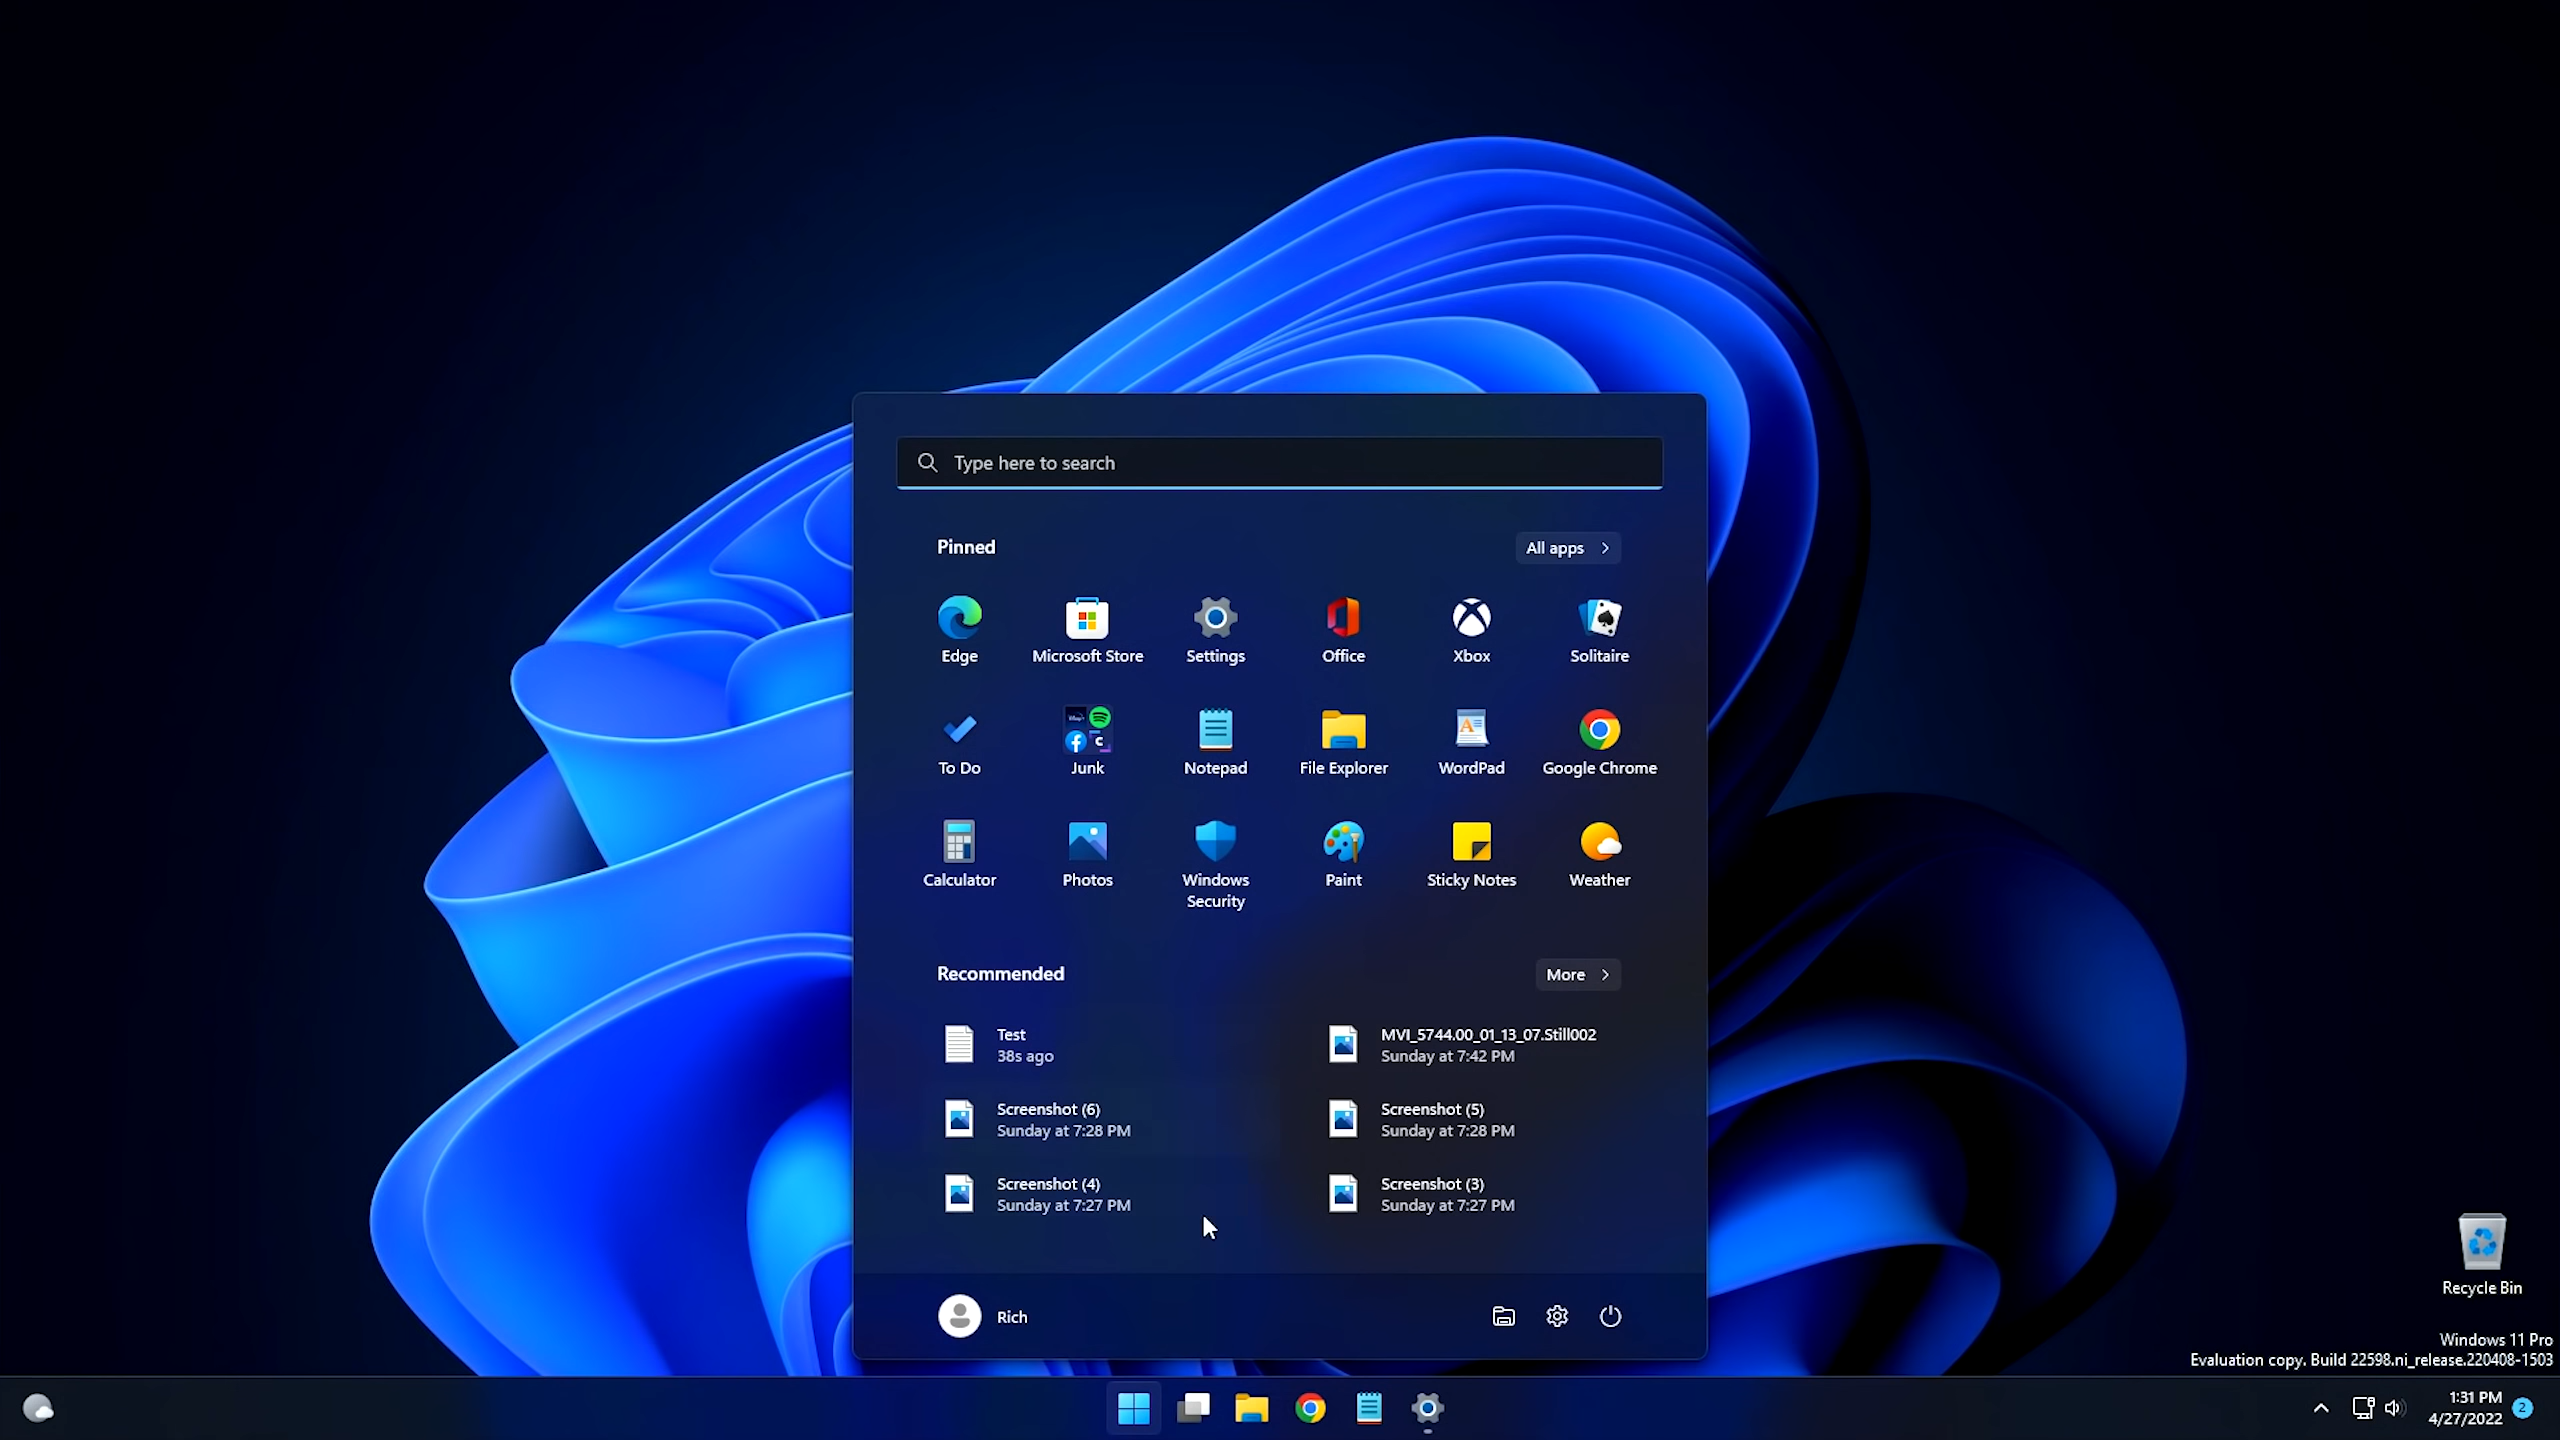 Type here to search
Pinned
All apps
Edge
Microsoft Store
Settings
Office
Xbox
Solitaire
To Do
Junk
Notepad
File Explorer
WordPad
Google Chrome
Calculator
Photos
Windows
Security
Paint
Sticky Notes
Weather
Recommended
More
Test
38s ago
MVI_5744.00_01_13_07.Still002
Sunday at 7:42 PM
Screenshot (6)
Sunday at 7:28 PM
Screenshot (5)
Sunday at 7:28 PM
Screenshot (4)
Sunday at 7:27 PM
Screenshot (3)
Sunday at 7:27 PM
Rich
Recycle Bin
Windows 11 Pro
Evaluation copy. Build 22598.ni_release.220408-1503
1:31 PM
4/27/2022
2